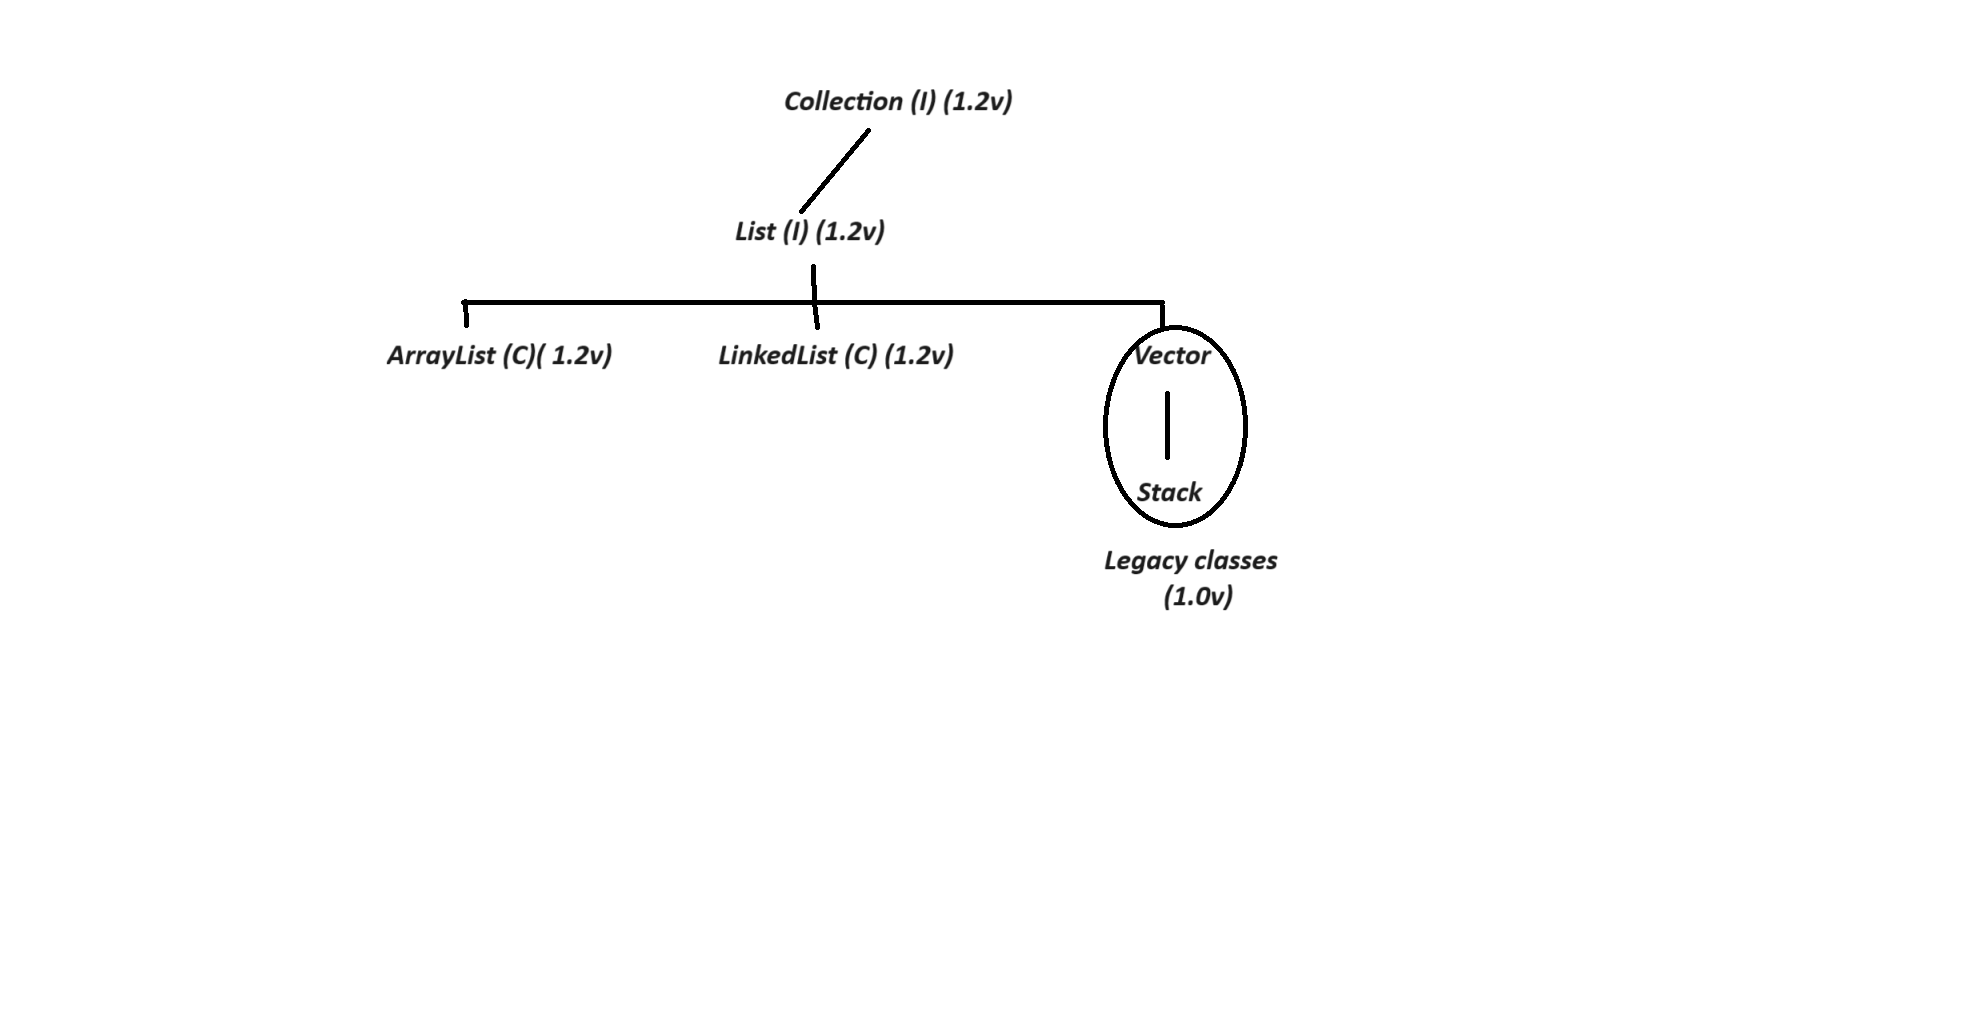 Collection (I) (1.2v)
List (I) (1.2v)
ArrayList (C)( 1.2v)
LinkedList (C) (1.2v)
Vector
Stack
Legacy classes
(1.0v)